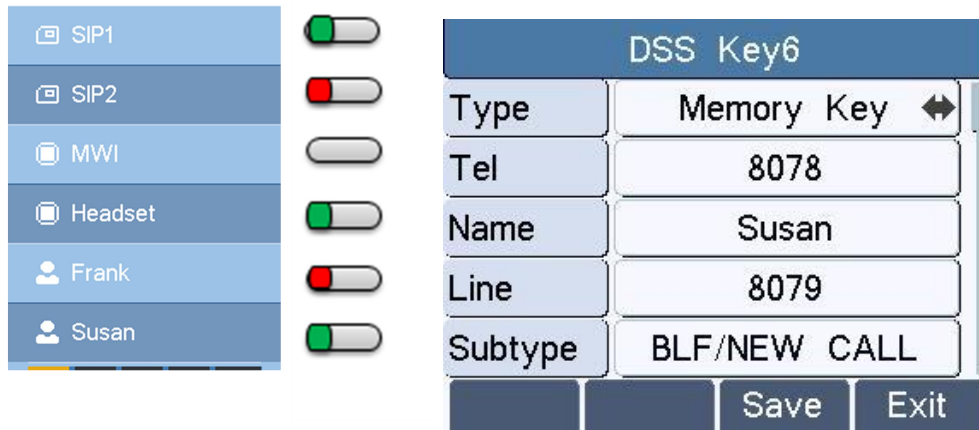 SIP1
SIP2
MWI
Headset
Frank
Susan
DSS Key6
Type Memory Key
Tel 8078
Name Susan
Line 8079
Subtype BLF/NEW CALL
Save Exit